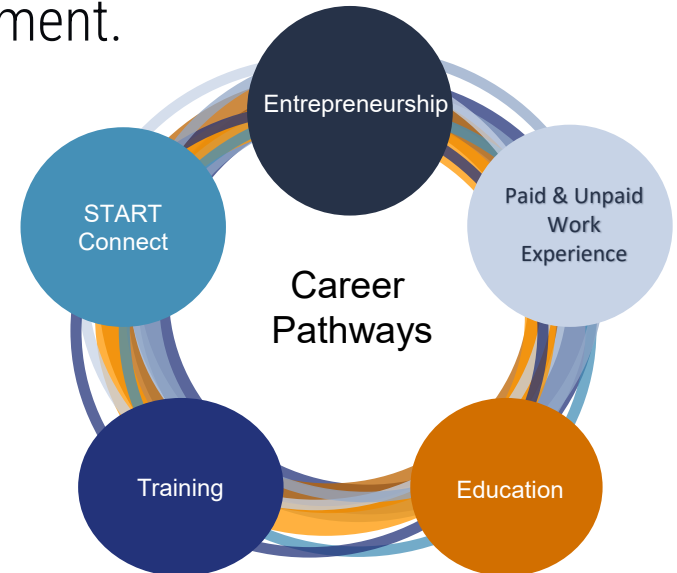 ment.
Entrepreneurship
START
Connect
Paid & Unpaid
Work
Experience
Career
Pathways
Training
Education